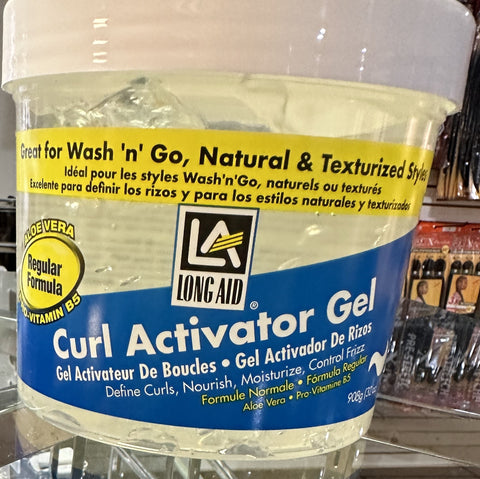 Great for Wash 'n' Go, Natural & Texturized Styles
Idéal pour les styles Wash'n'Go, naturels ou texturés
Excelente para definir los rizos y para los estilos naturales y texturizados
ALOE VERA
Regular
Formula
PRO-VITAMIN B5
LA
LONG AID
®
Curl Activator Gel
Gel Activateur De Boucles • Gel Activador De Rizos
Define Curls, Nourish, Moisturize, Control Frizz
Formule Normale • Fórmula Regular
Aloe Vera • Pro-Vitamine B5
908g (32oz